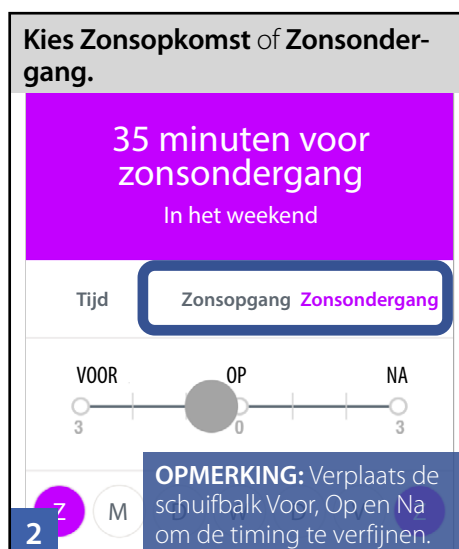 Kies Zonsopkomst of Zonsonder-
gang.
35 minuten voor
zonsondergang
In het weekend
Tijd Zonsopgang Zonsondergang
VOOR OP NA
3 0 3
Z M D W D V Z
OPMERKING: Verplaats de
schuifbalk Voor, Op en Na
om de timing te verfijnen.
2